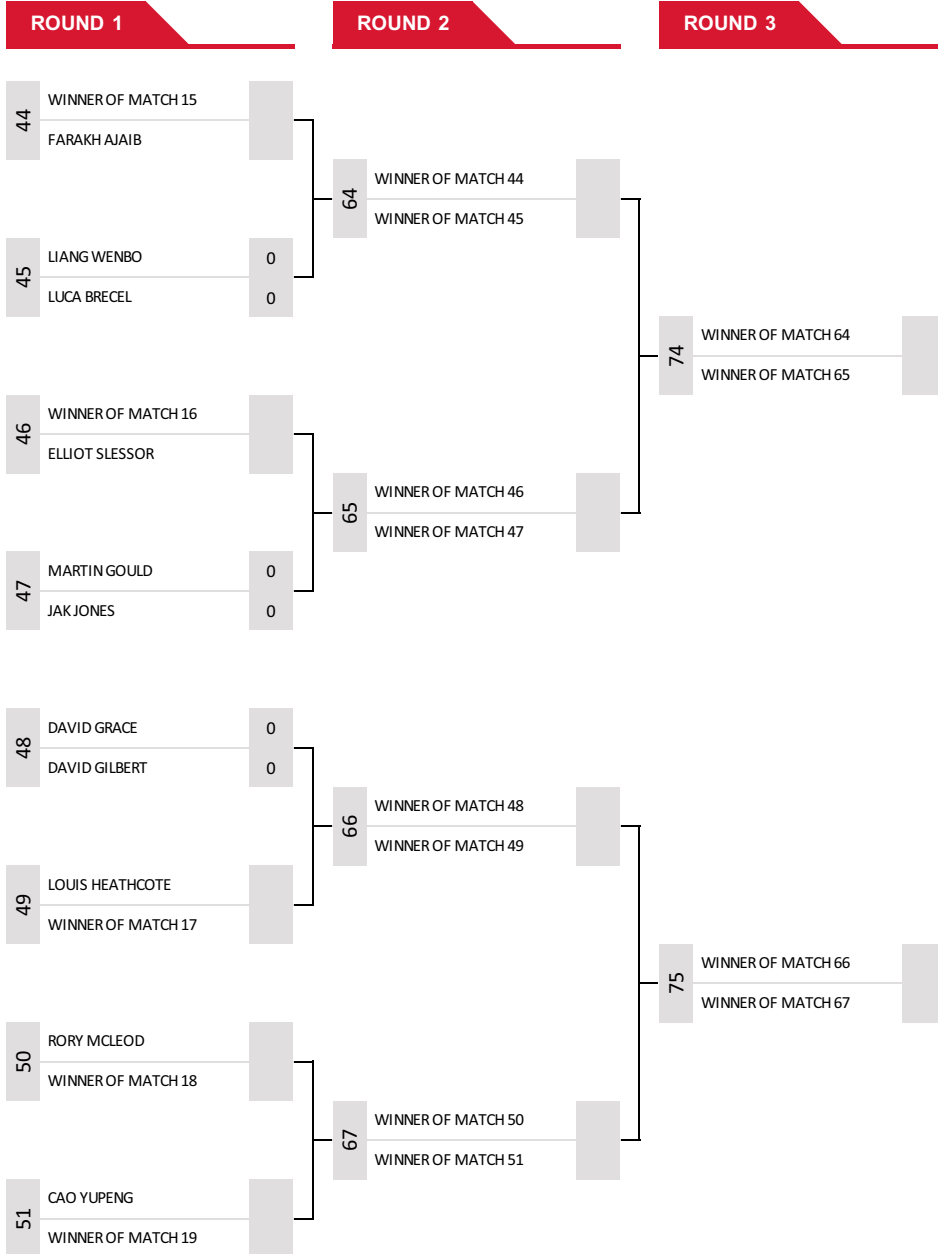 ROUND 1
ROUND 2
ROUND 3
44
WINNER OF MATCH 15
FARAKH AJAIB
45
LIANG WENBO 0
LUCA BRECEL 0
46
WINNER OF MATCH 16
ELLIOT SLESSOR
47
MARTIN GOULD 0
JAK JONES 0
48
DAVID GRACE 0
DAVID GILBERT 0
49
LOUIS HEATHCOTE
WINNER OF MATCH 17
50
RORY MCLEOD
WINNER OF MATCH 18
51
CAO YUPENG
WINNER OF MATCH 19
64
WINNER OF MATCH 44
WINNER OF MATCH 45
65
WINNER OF MATCH 46
WINNER OF MATCH 47
66
WINNER OF MATCH 48
WINNER OF MATCH 49
67
WINNER OF MATCH 50
WINNER OF MATCH 51
74
WINNER OF MATCH 64
WINNER OF MATCH 65
75
WINNER OF MATCH 66
WINNER OF MATCH 67